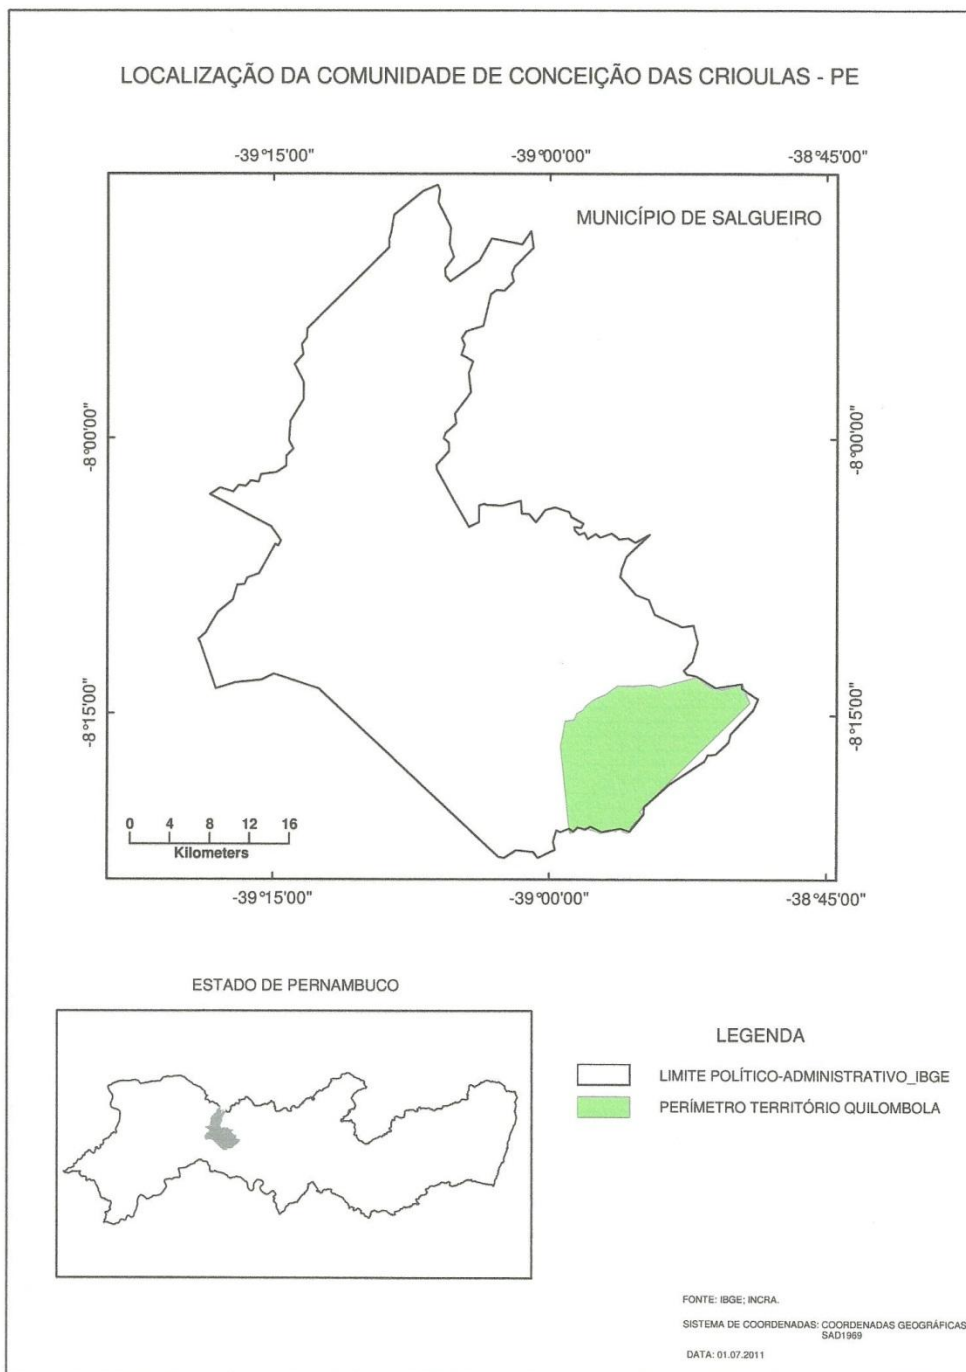 LOCALIZAÇÃO DA COMUNIDADE DE CONCEIÇÃO DAS CRIOULAS - PE
-39°15'00" -39°00'00" -38°45'00"
MUNICÍPIO DE SALGUEIRO
-8°00'00" -8°00'00"
-8°15'00" -8°15'00"
0 4 8 12 16
Kilometers
-39°15'00" -39°00'00" -38°45'00"
ESTADO DE PERNAMBUCO
LEGENDA
LIMITE POLÍTICO-ADMINISTRATIVO_IBGE
PERÍMETRO TERRITÓRIO QUILOMBOLA
FONTE: IBGE; INCRA.
SISTEMA DE COORDENADAS: COORDENADAS GEOGRÁFICAS
SAD1969
DATA: 01.07.2011